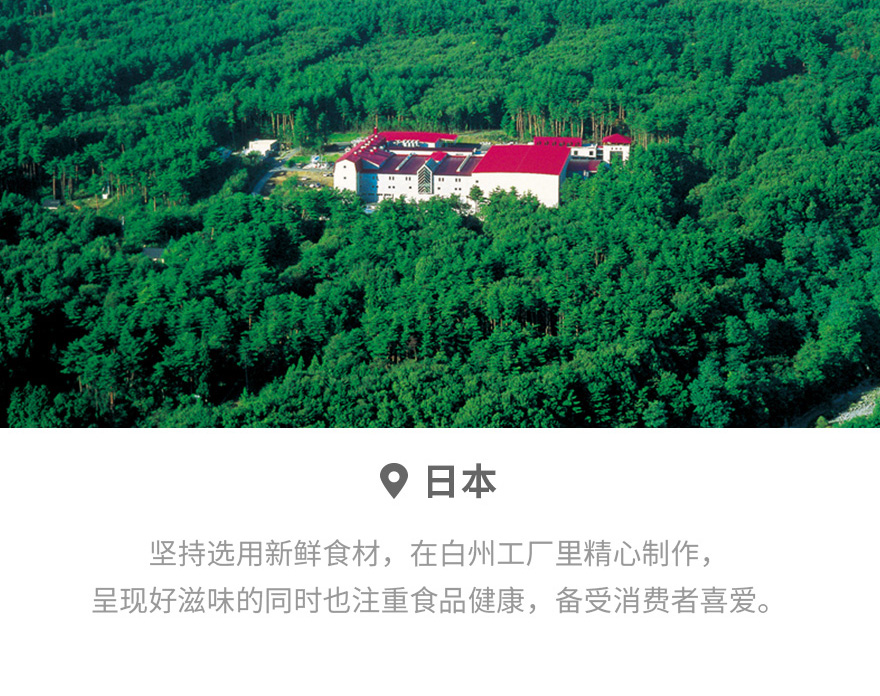 日本
坚持选用新鲜食材，在白州工厂里精心制作，
呈现好滋味的同时也注重食品健康，备受消费者喜爱。